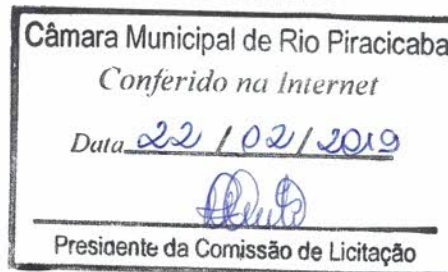 Câmara Municipal de Rio Piracicaba
Conferido na Internet
Data 22 / 02 / 2019
Presidente da Comissão de Licitação